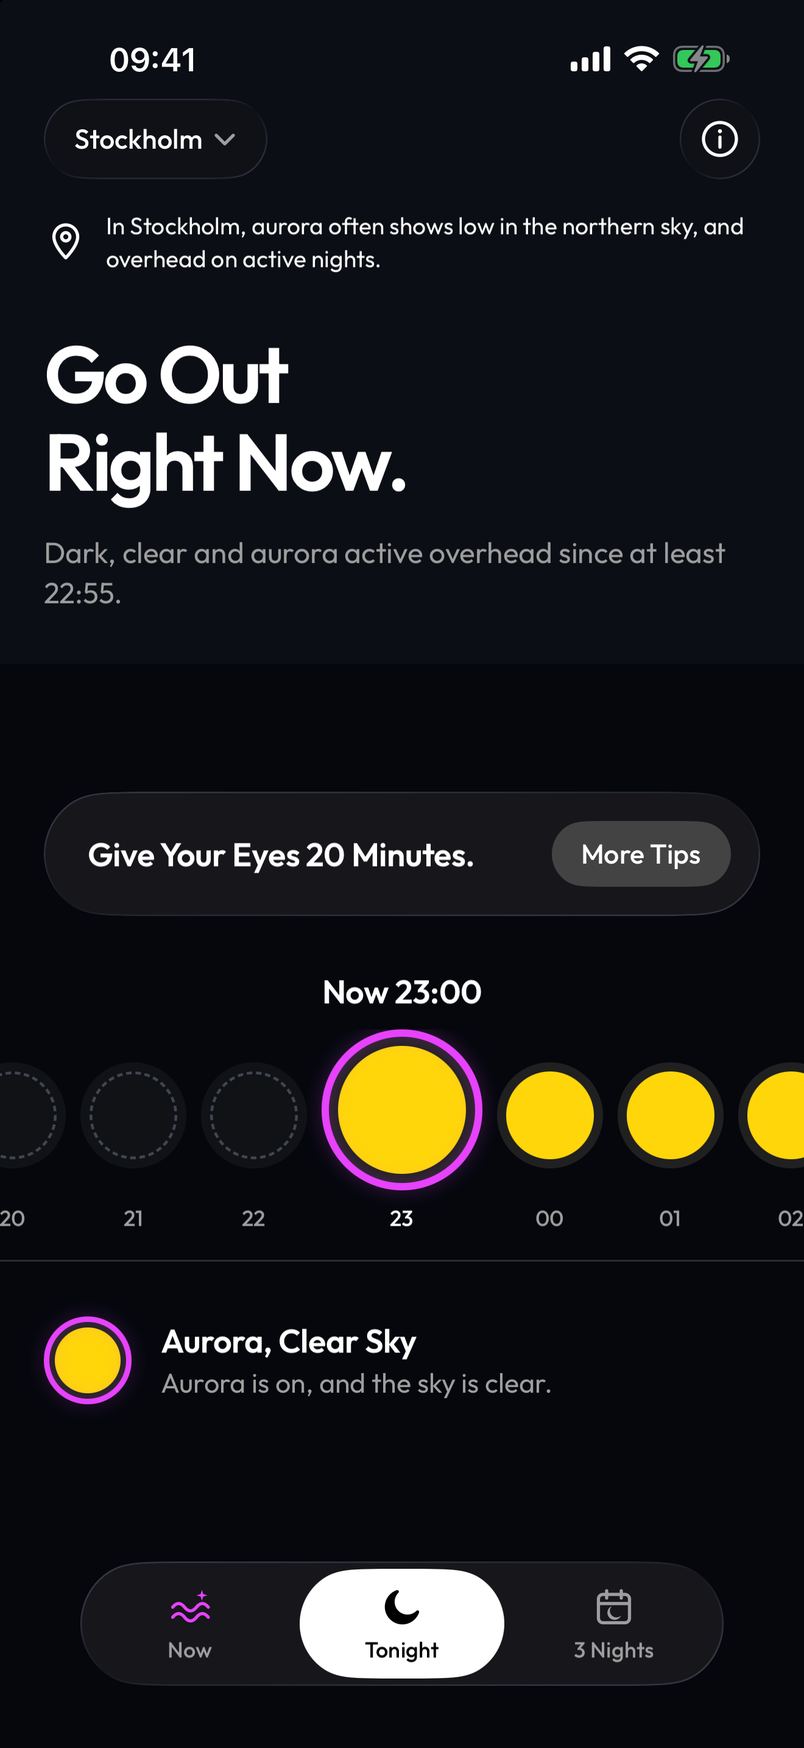 09:41
Stockholm
In Stockholm, aurora often shows low in the northern sky, and
overhead on active nights.
Go Out
Right Now.
Dark, clear and aurora active overhead since at least
22:55.
Give Your Eyes 20 Minutes.
More Tips
Now 23:00
20 21 22 23 00 01 02
Aurora, Clear Sky
Aurora is on, and the sky is clear.
Now Tonight 3 Nights